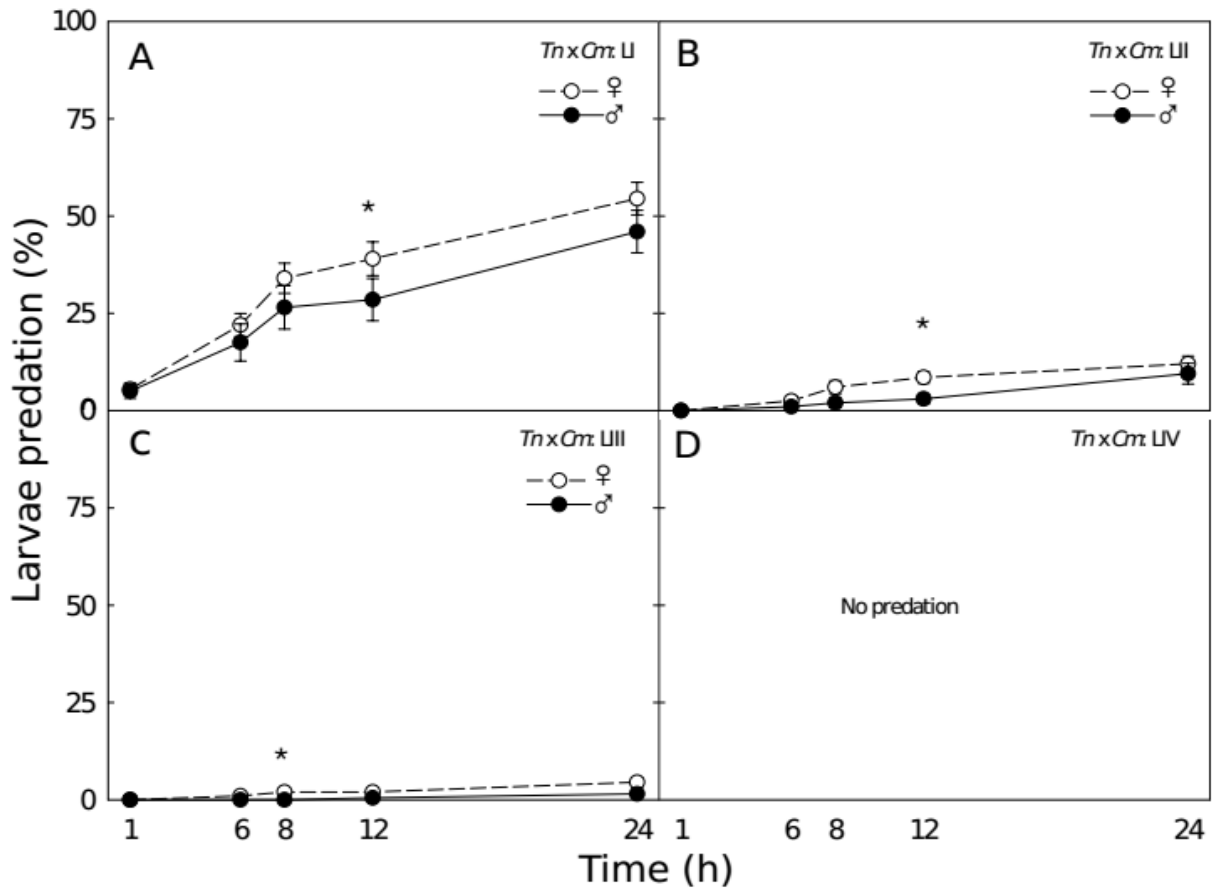 Larvae predation (%)
100
75
50
25
0
A
Tn x Cm: LI
♀
♂
*
B
Tn x Cm: LII
♀
♂
*
75
50
25
0
C
Tn x Cm: LIII
♀
♂
*
D
Tn x Cm: LIV
No predation
1 6 8 12 24
1 6 8 12 24
Time (h)